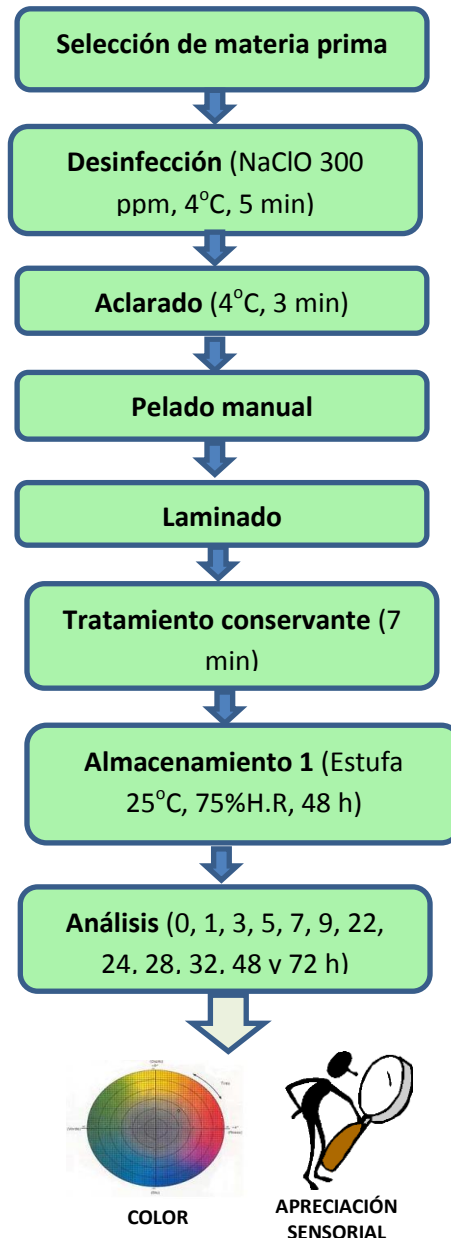 Selección de materia prima
Desinfección (NaClO 300
ppm, 4°C, 5 min)
Aclarado (4°C, 3 min)
Pelado manual
Laminado
Tratamiento conservante (7
min)
Almacenamiento 1 (Estufa
25°C, 75%H.R, 48 h)
Análisis (0, 1, 3, 5, 7, 9, 22,
24, 28, 32, 48 y 72 h)
COLOR
APRECIACIÓN
SENSORIAL